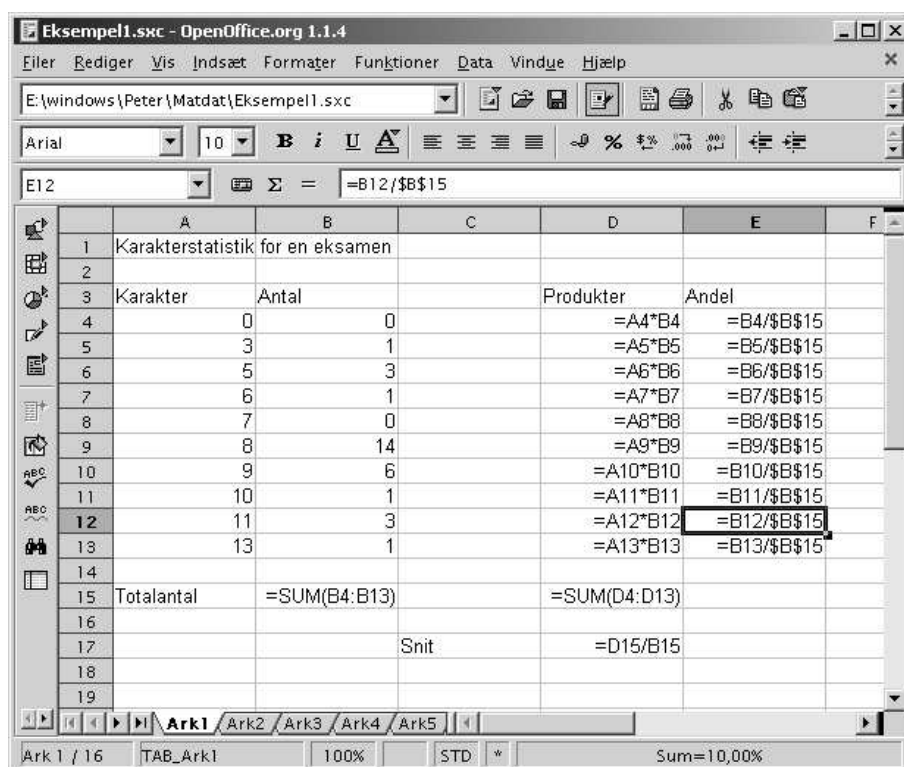 Eksempel1.sxc - OpenOffice.org 1.1.4
Filer Rediger Vis Indsæt Formater Funktioner Data Vindue Hjælp
E:\windows\Peter\Matdat\Eksempel1.sxc
Arial 10 B i U A % $% .000 .00
E12 Σ = =B12/$B$15
A B C D E F
1 Karakterstatistik for en eksamen
2
3 Karakter Antal Produkter Andel
4 0 0 =A4*B4 =B4/$B$15
5 3 1 =A5*B5 =B5/$B$15
6 5 3 =A6*B6 =B6/$B$15
7 6 1 =A7*B7 =B7/$B$15
8 7 0 =A8*B8 =B8/$B$15
9 8 14 =A9*B9 =B9/$B$15
10 9 6 =A10*B10 =B10/$B$15
11 10 1 =A11*B11 =B11/$B$15
12 11 3 =A12*B12 =B12/$B$15
13 13 1 =A13*B13 =B13/$B$15
14
15 Totalantal =SUM(B4:B13) =SUM(D4:D13)
16
17 Snit =D15/B15
18
19
ABC
ABC
Ark1 Ark2 Ark3 Ark4 Ark5
Ark 1 / 16 TAB_Ark1 100% STD * Sum=10,00%